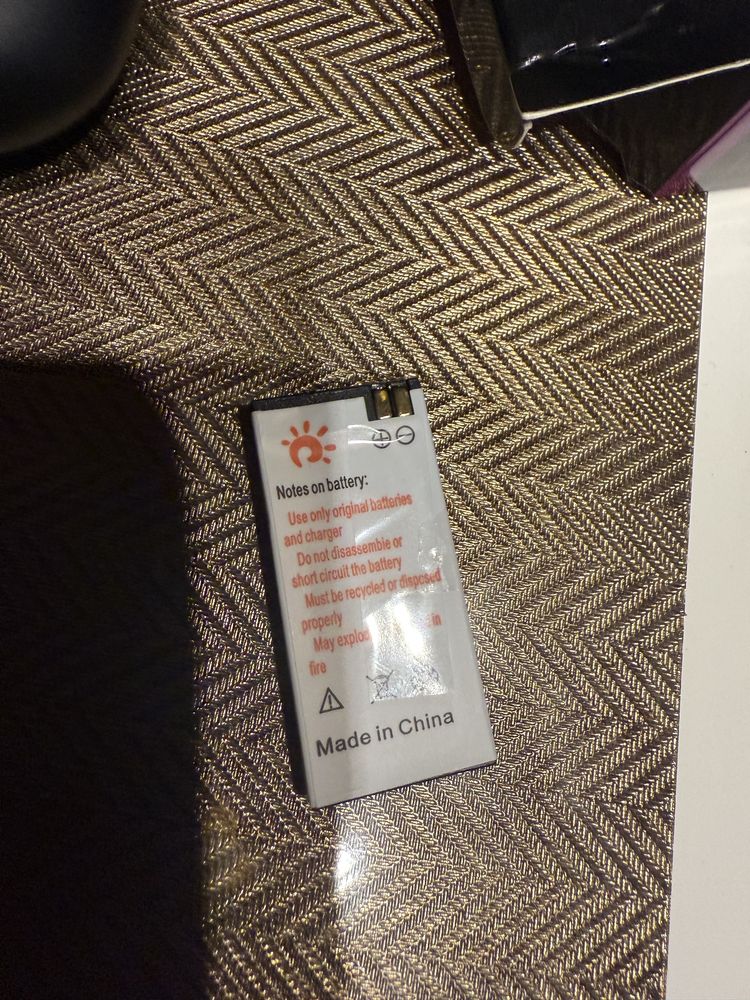 Notes on battery:
Use only original batteries
and charger
Do not disassemble or
short circuit the battery
Must be recycled or disposed
properly
May in
fire
Made in China